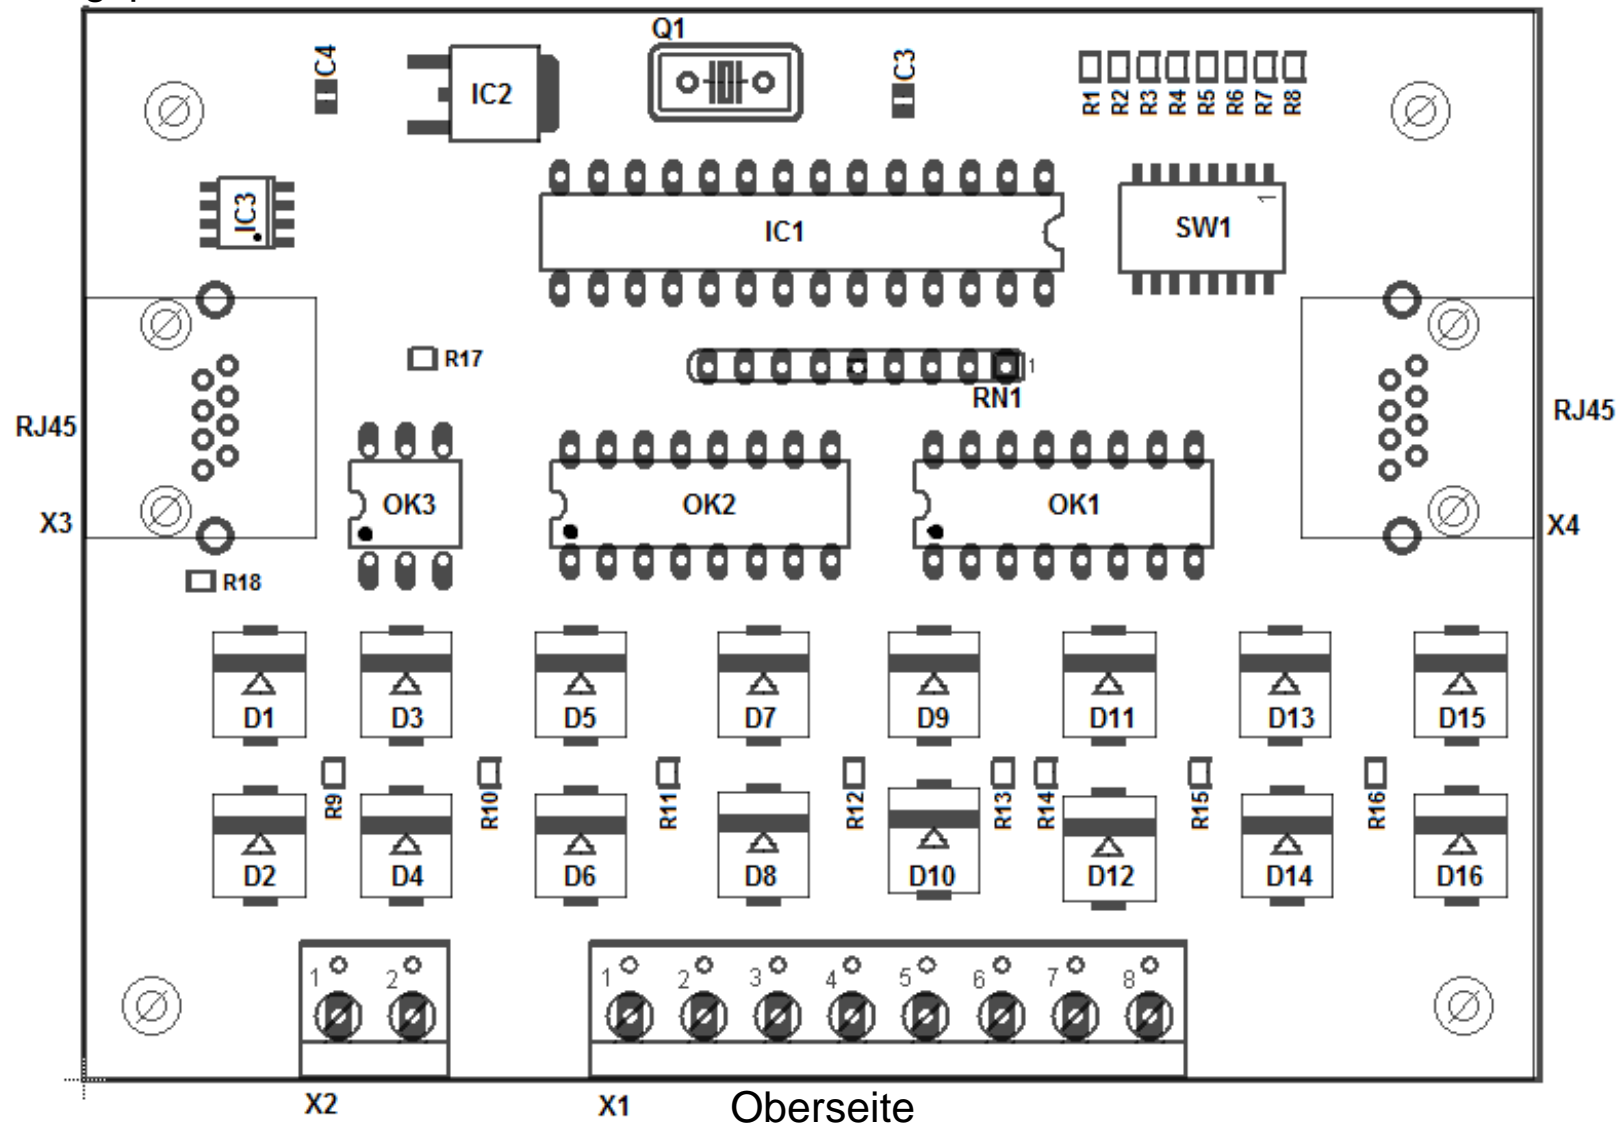 Q1
C4
IC2
C3
R1 R2 R3 R4 R5 R6 R7 R8
IC3
IC1
SW1
1
R17
1
RN1
RJ45
RJ45
OK3
OK2
OK1
X3
X4
R18
D1 D3 D5 D7 D9 D11 D13 D15
R9 R10 R11 R12 R13 R14 R15 R16
D2 D4 D6 D8 D10 D12 D14 D16
1 2 1 2 3 4 5 6 7 8
X2 X1 Oberseite